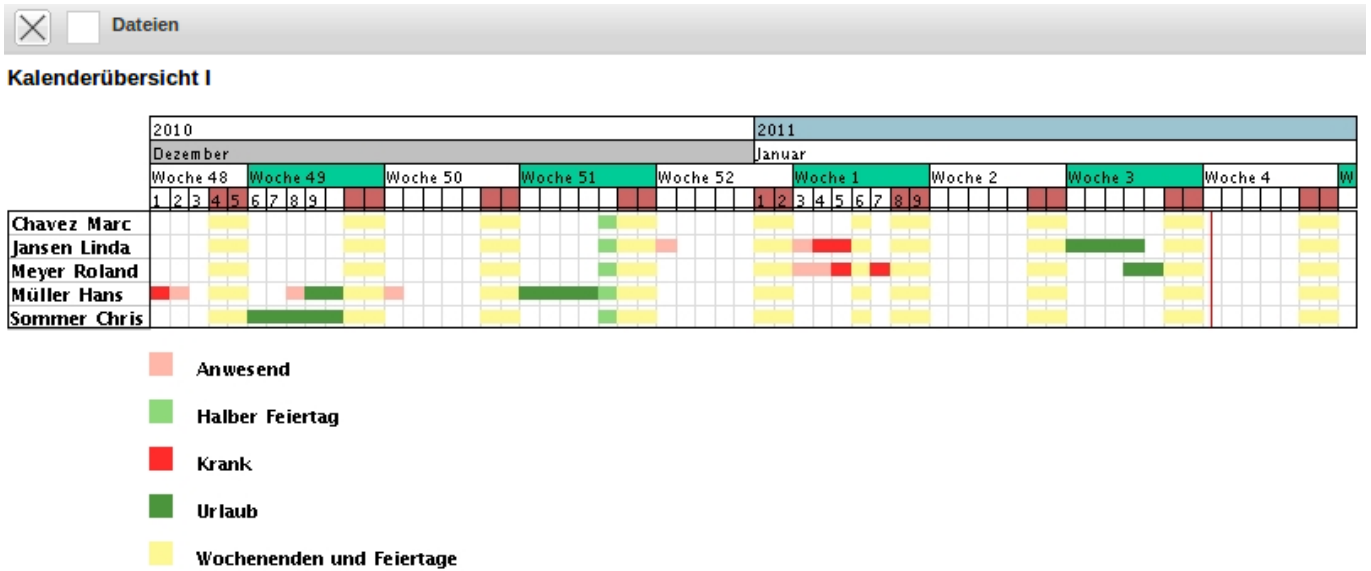 Dateien
Kalenderübersicht I
2010 2011
Dezember Januar
Woche 48 Woche 49 Woche 50 Woche 51 Woche 52 Woche 1 Woche 2 Woche 3 Woche 4 W
1 2 3 4 5 6 7 8 9 1 2 3 4 5 6 7 8 9
Chavez Marc
Jansen Linda
Meyer Roland
Müller Hans
Sommer Chris
Anwesend
Halber Feiertag
Krank
Urlaub
Wochenenden und Feiertage